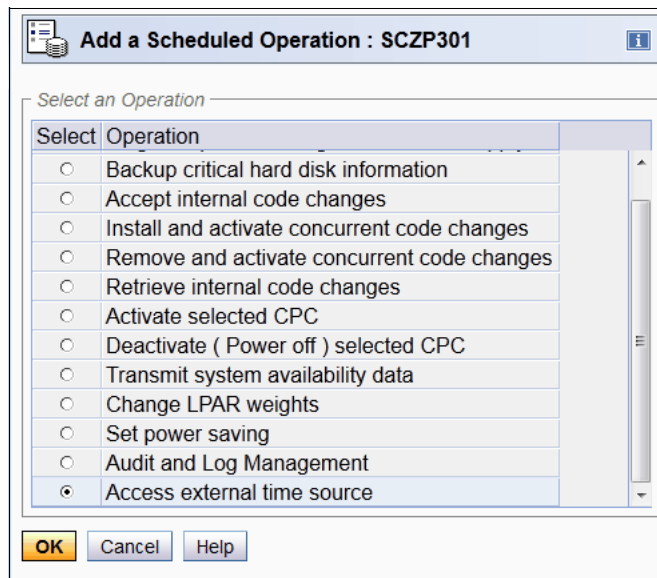 Add a Scheduled Operation : SCZP301
Select an Operation
Select Operation
Backup critical hard disk information
Accept internal code changes
Install and activate concurrent code changes
Remove and activate concurrent code changes
Retrieve internal code changes
Activate selected CPC
Deactivate ( Power off ) selected CPC
Transmit system availability data
Change LPAR weights
Set power saving
Audit and Log Management
Access external time source
OK Cancel Help